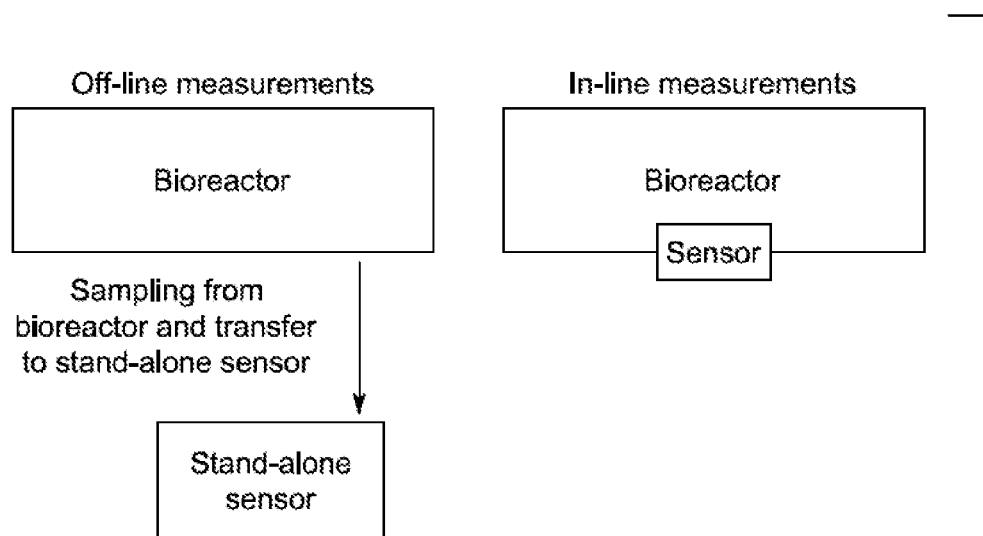 Off-line measurements
Bioreactor
Sampling from
bioreactor and transfer
to stand-alone sensor
Stand-alone
sensor
In-line measurements
Bioreactor
Sensor